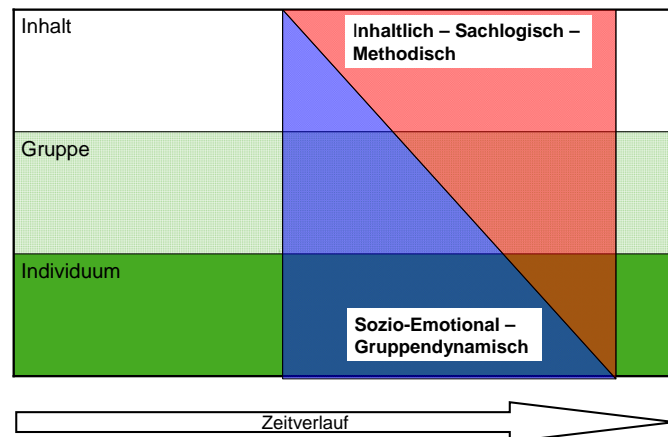 Inhalt
Inhaltlich – Sachlogisch –
Methodisch
Gruppe
Individuum
Sozio-Emotional –
Gruppendynamisch
Zeitverlauf